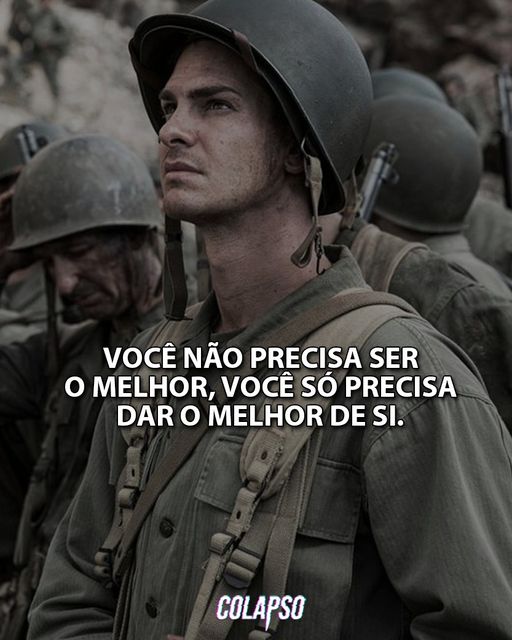 VOCÊ NÃO PRECISA SER
O MELHOR, VOCÊ SÓ PRECISA
DAR O MELHOR DE SI.
COLAPSO